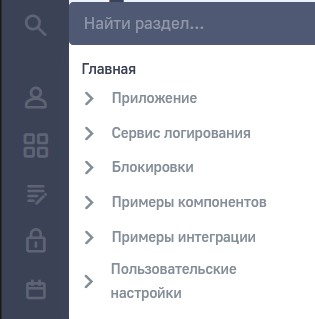 Найти раздел...
Главная
Приложение
Сервис логирования
Блокировки
Примеры компонентов
Примеры интеграции
Пользовательские
настройки